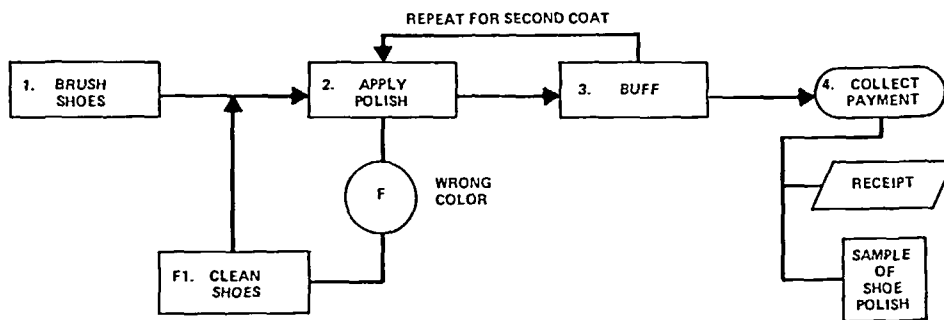 REPEAT FOR SECOND COAT
1. BRUSH
SHOES
2. APPLY
POLISH
3. BUFF
4. COLLECT
PAYMENT
F
WRONG
COLOR
RECEIPT
F1. CLEAN
SHOES
SAMPLE
OF
SHOE
POLISH